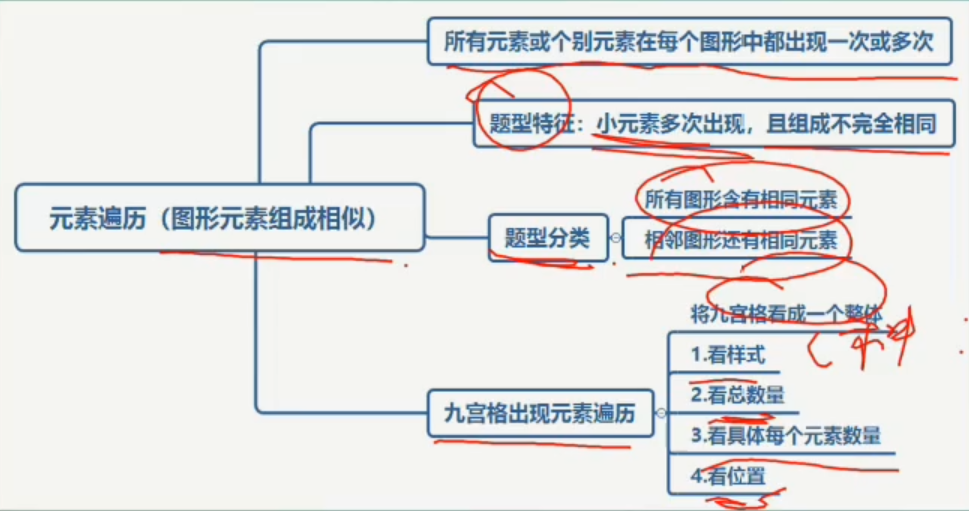 所有元素或个别元素在每个图形中都出现一次或多次
题型特征：小元素多次出现，且组成不完全相同
元素遍历（图形元素组成相似）
题型分类
所有图形含有相同元素
相邻图形还有相同元素
九宫格出现元素遍历
将九宫格看成一个整体
1.看样式
2.看总数量
3.看具体每个元素数量
4.看位置